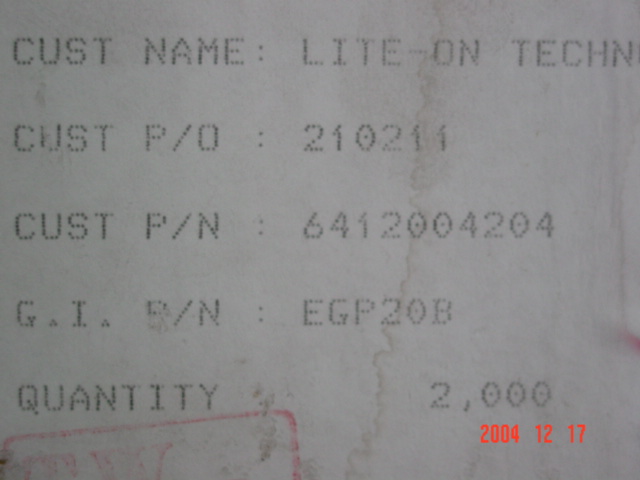 CUST NAME: LITE-ON TECHN
CUST P/O : 210211
CUST P/N : 6412004204
G.I. P/N : EGP20B
QUANTITY : 2,000
2004 12 17